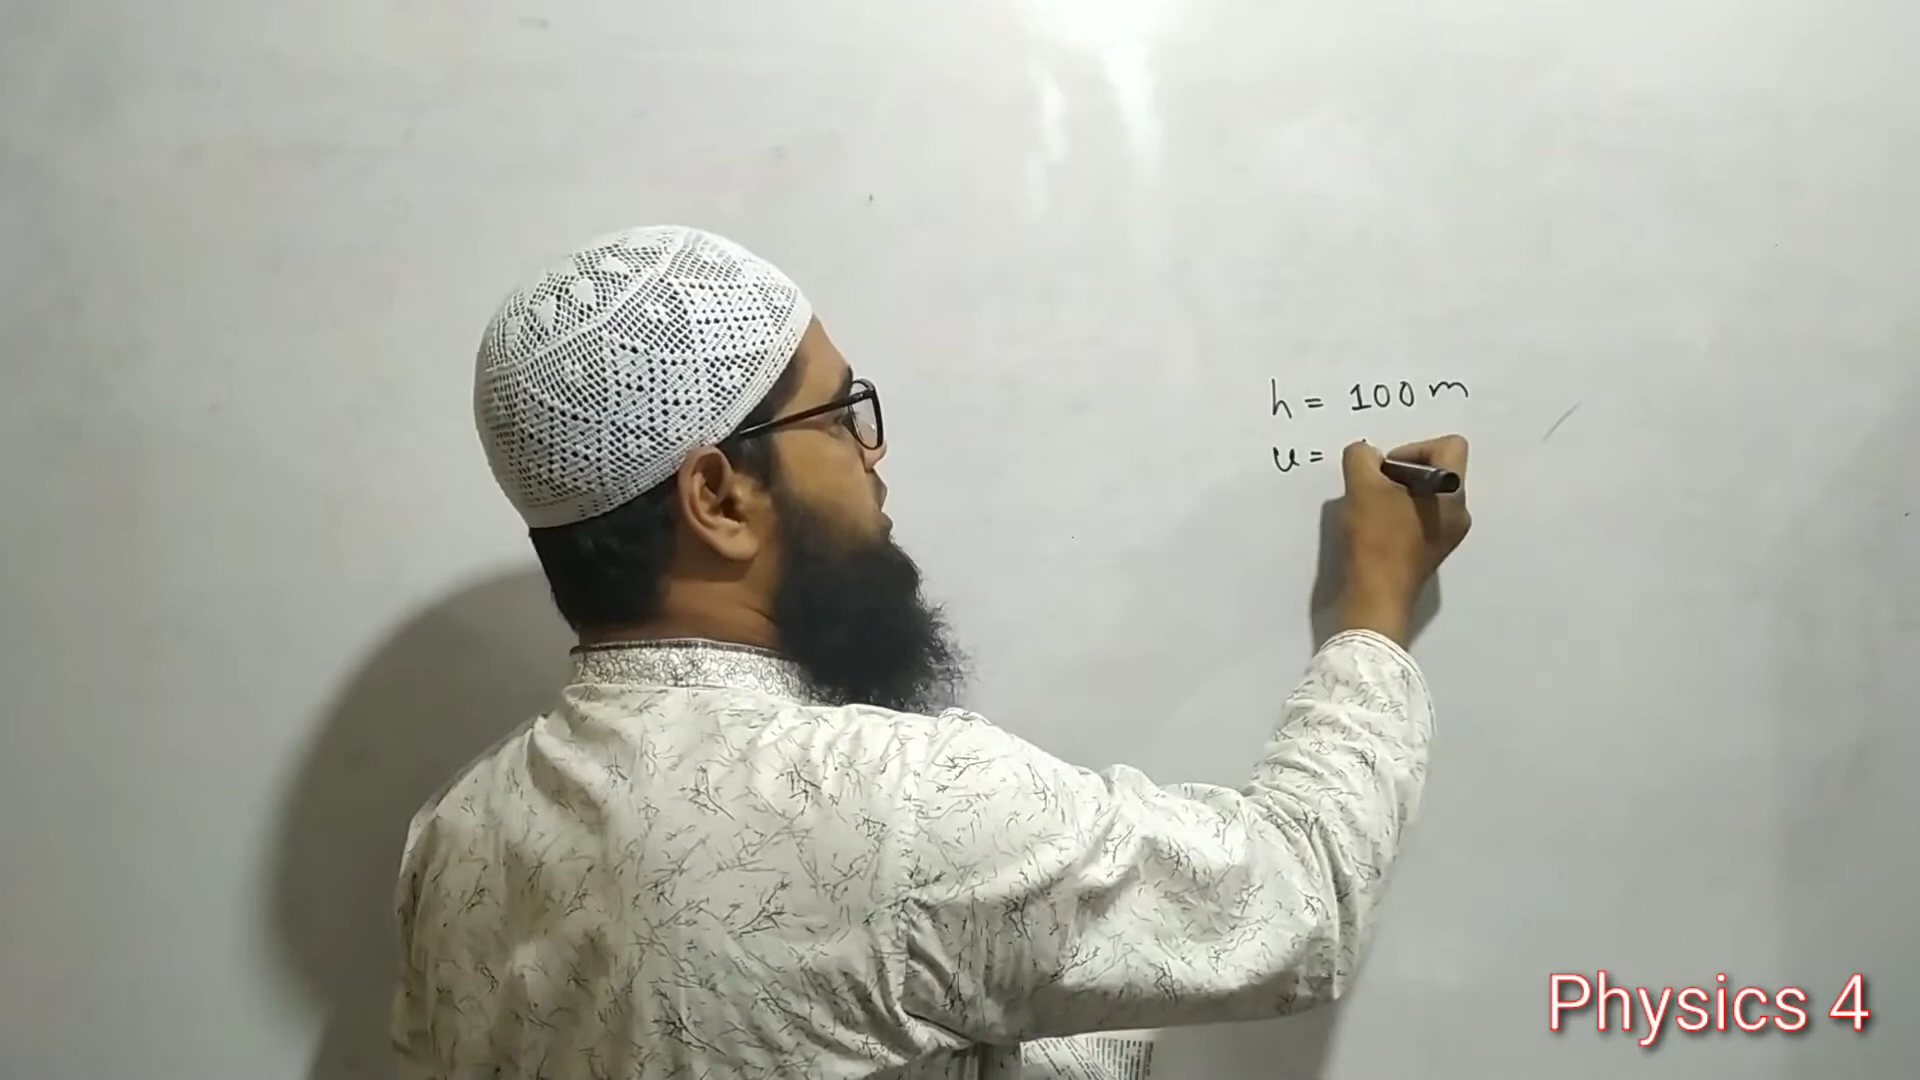 h = 100 m
u =
Physics 4